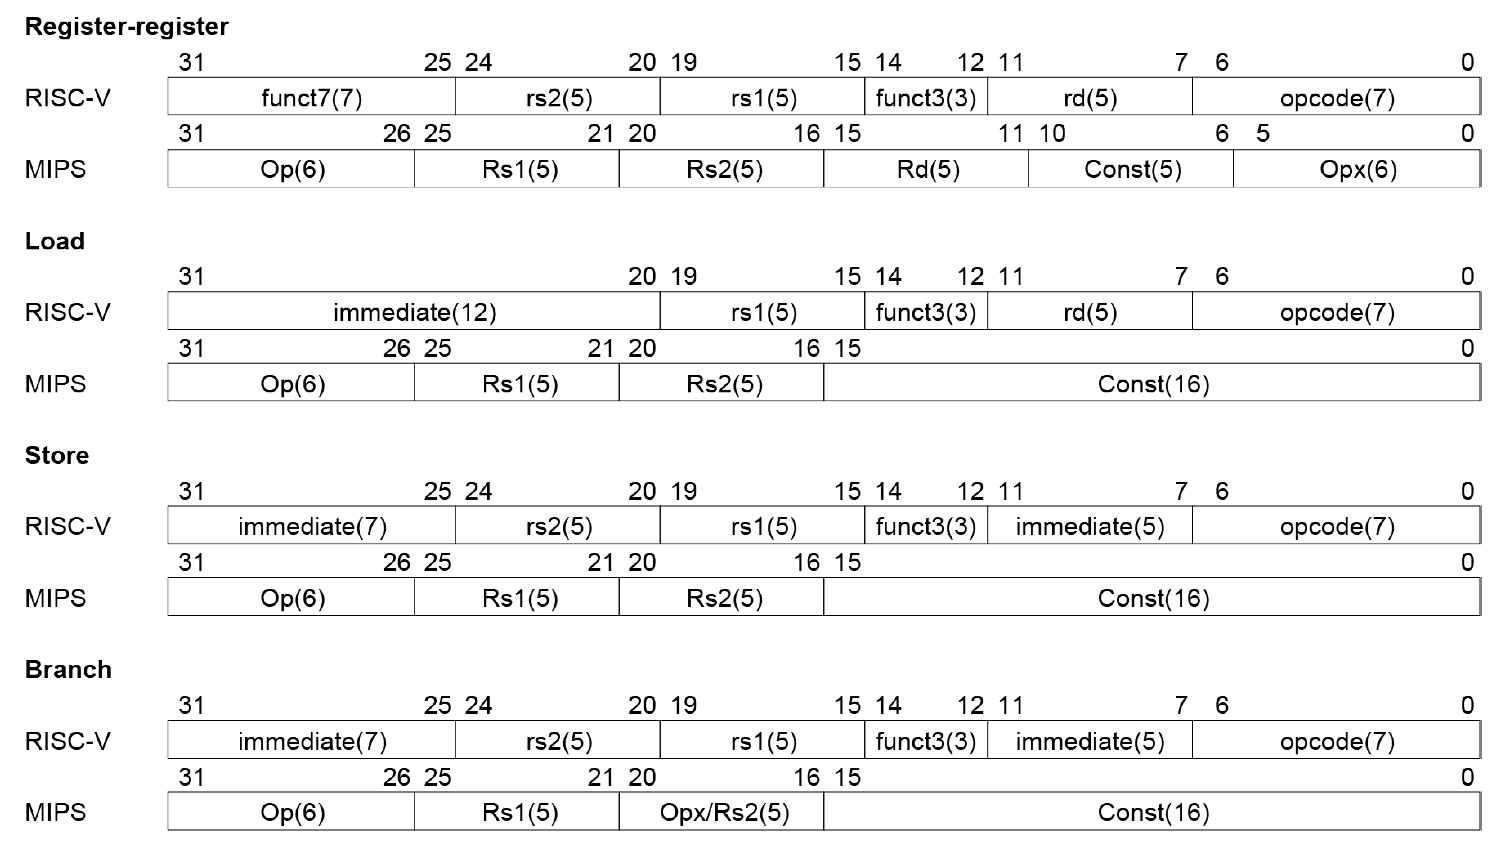 Register-register
31 25 24 20 19 15 14 12 11 7 6 0
RISC-V funct7(7) rs2(5) rs1(5) funct3(3) rd(5) opcode(7)
31 26 25 21 20 16 15 11 10 6 5 0
MIPS Op(6) Rs1(5) Rs2(5) Rd(5) Const(5) Opx(6)
Load
31 20 19 15 14 12 11 7 6 0
RISC-V immediate(12) rs1(5) funct3(3) rd(5) opcode(7)
31 26 25 21 20 16 15 0
MIPS Op(6) Rs1(5) Rs2(5) Const(16)
Store
31 25 24 20 19 15 14 12 11 7 6 0
RISC-V immediate(7) rs2(5) rs1(5) funct3(3) immediate(5) opcode(7)
31 26 25 21 20 16 15 0
MIPS Op(6) Rs1(5) Rs2(5) Const(16)
Branch
31 25 24 20 19 15 14 12 11 7 6 0
RISC-V immediate(7) rs2(5) rs1(5) funct3(3) immediate(5) opcode(7)
31 26 25 21 20 16 15 0
MIPS Op(6) Rs1(5) Opx/Rs2(5) Const(16)